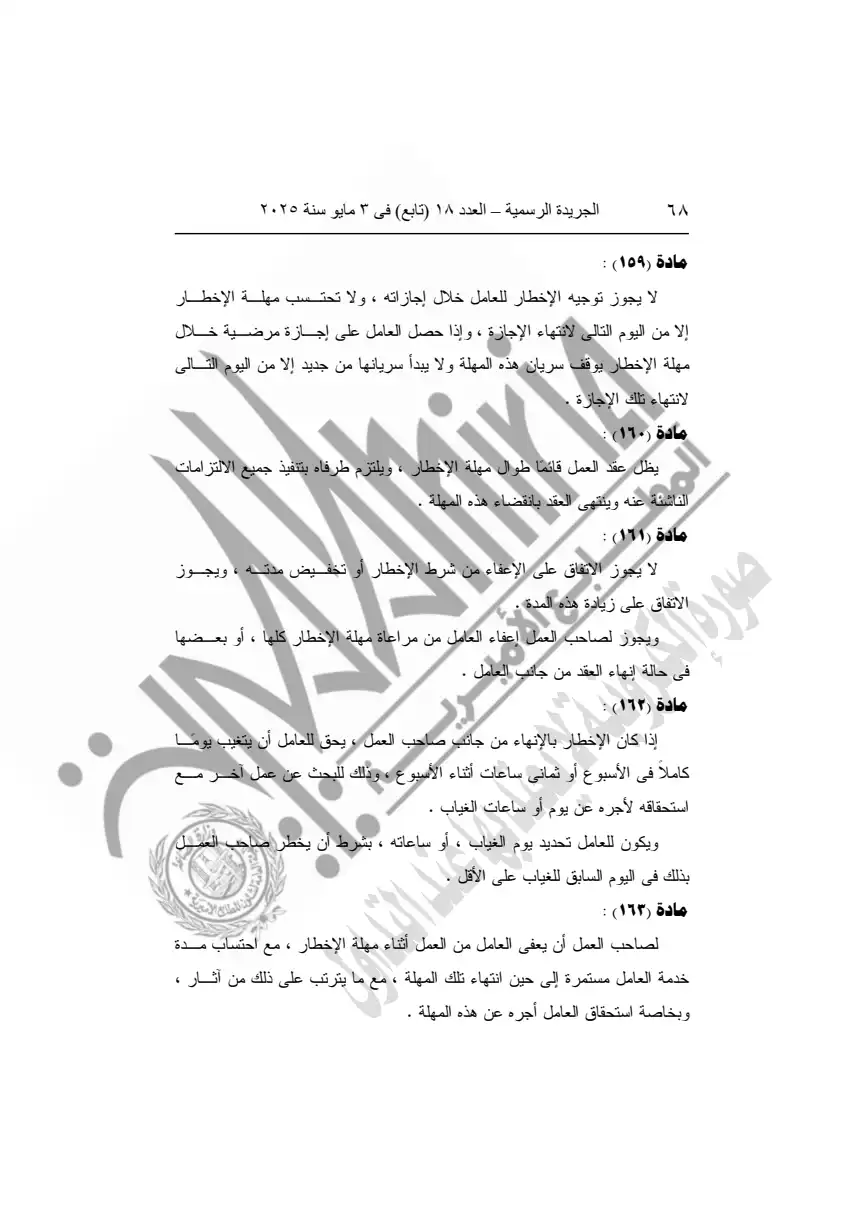 ٦٨ الجريدة الرسمية – العدد ١٨ (تابع) فى ٣ مايو سنة ٢٠٢٥
مادة (١٥٩) :
لا يجوز توجيه الإخطار للعامل خلال إجازاته ، ولا تحتسب مهلة الإخطار
إلا من اليوم التالى لانتهاء الإجازة ، وإذا حصل العامل على إجازة مرضية خلال
مهلة الإخطار يوقف سريان هذه المهلة ولا يبدأ سريانها من جديد إلا من اليوم التالى
لانتهاء تلك الإجازة .
مادة (١٦٠) :
يظل عقد العمل قائمًا طوال مهلة الإخطار ، ويلتزم طرفاه بتنفيذ جميع الالتزامات
الناشئة عنه وينتهى العقد بانقضاء هذه المهلة .
مادة (١٦١) :
لا يجوز الاتفاق على الإعفاء من شرط الإخطار أو تخفيض مدته ، ويجوز
الاتفاق على زيادة هذه المدة .
ويجوز لصاحب العمل إعفاء العامل من مراعاة مهلة الإخطار كلها ، أو بعضها
فى حالة إنهاء العقد من جانب العامل .
مادة (١٦٢) :
إذا كان الإخطار بالإنهاء من جانب صاحب العمل ، يحق للعامل أن يتغيب يومًا
كاملاً فى الأسبوع أو ثمانى ساعات أثناء الأسبوع ، وذلك للبحث عن عمل آخر مع
استحقاقه لأجره عن يوم أو ساعات الغياب .
ويكون للعامل تحديد يوم الغياب ، أو ساعاته ، بشرط أن يخطر صاحب العمل
بذلك فى اليوم السابق للغياب على الأقل .
مادة (١٦٣) :
لصاحب العمل أن يعفى العامل من العمل أثناء مهلة الإخطار ، مع احتساب مدة
خدمة العامل مستمرة إلى حين انتهاء تلك المهلة ، مع ما يترتب على ذلك من آثار ،
وبخاصة استحقاق العامل أجره عن هذه المهلة .
ALAMIRIA
المطابع الأميرية
صورة إلكترونية لا يعتد بها عند التداول